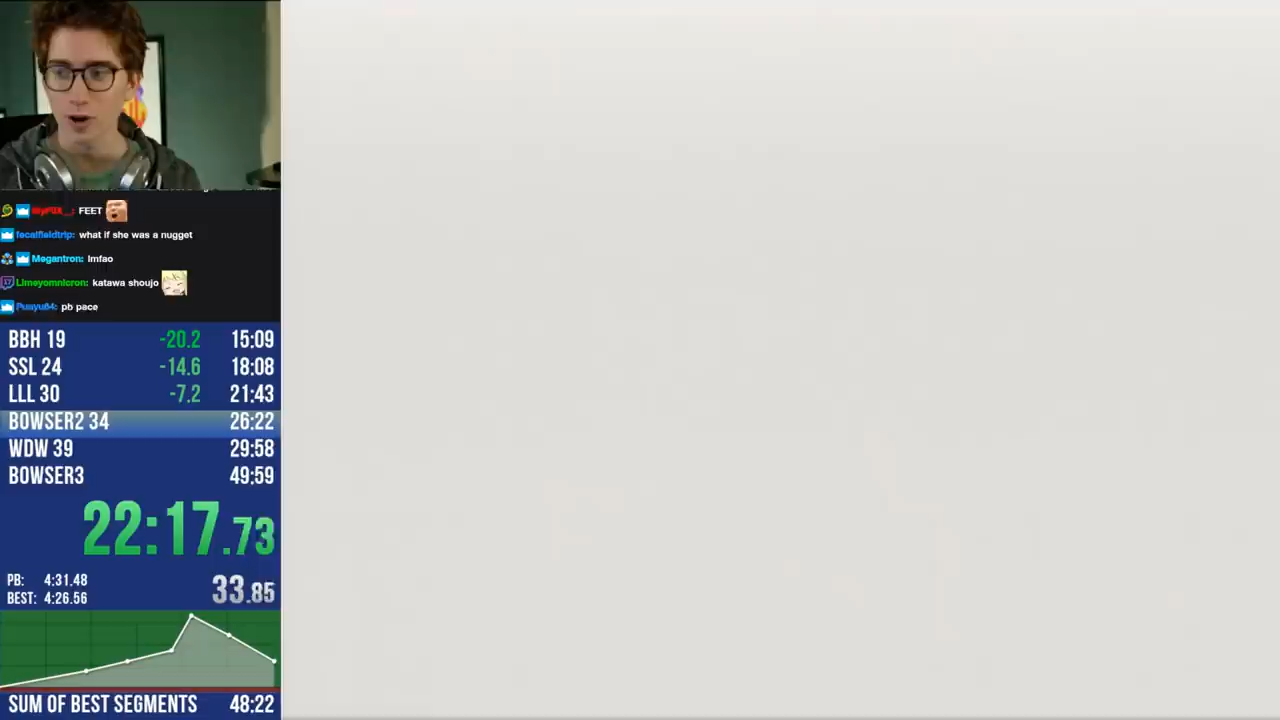 FEET
fecalfieldtrip: what if she was a nugget
Megantron: lmfao
Limeyomnicron: katawa shoujo
Puuyu64: pb pace
BBH 19 -20.2 15:09
SSL 24 -14.6 18:08
LLL 30 -7.2 21:43
BOWSER2 34 26:22
WDW 39 29:58
BOWSER3 49:59
22:17.73
PB: 4:31.48 33.85
BEST: 4:26.56
SUM OF BEST SEGMENTS 48:22